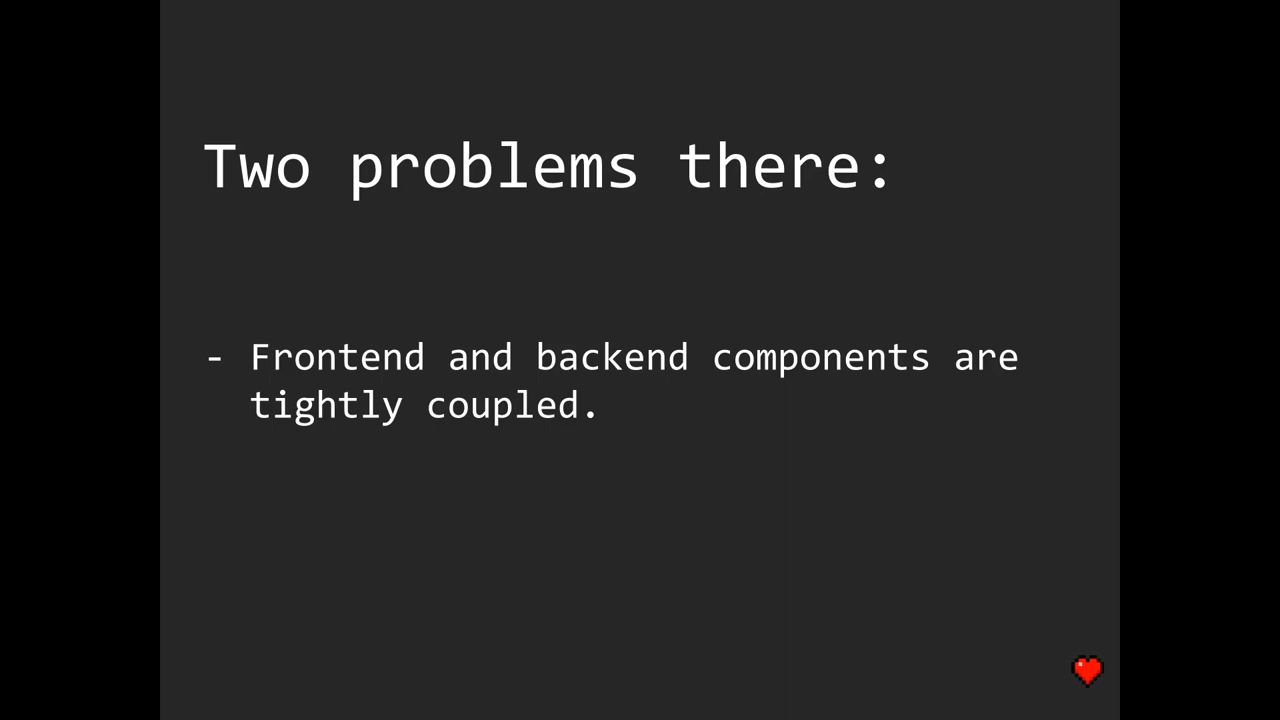 Two problems there:
- Frontend and backend components are
tightly coupled.